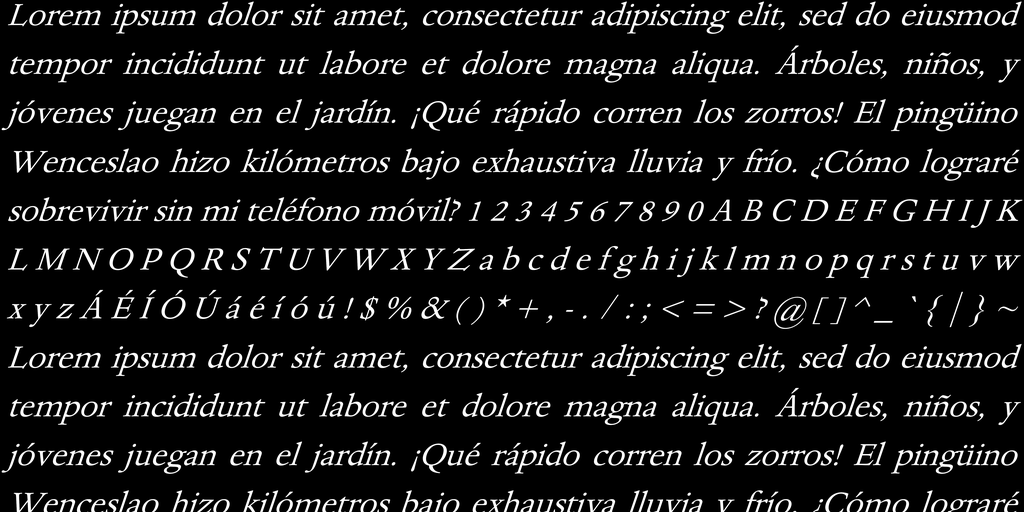 Lorem ipsum dolor sit amet, consectetur adipiscing elit, sed do eiusmod
tempor incididunt ut labore et dolore magna aliqua. Árboles, niños, y
jóvenes juegan en el jardín. ¡Qué rápido corren los zorros! El pingüino
Wenceslao hizo kilómetros bajo exhaustiva lluvia y frío. ¿Cómo lograré
sobrevivir sin mi teléfono móvil? 1 2 3 4 5 6 7 8 9 0 A B C D E F G H I J K
L M N O P Q R S T U V W X Y Z a b c d e f g h i j k l m n o p q r s t u v w
x y z Á É Í Ó Ú á é í ó ú ! $ % & ( ) * + , - . / : ; < = > ? @ [ ] ^ _ ` { | } ~
Lorem ipsum dolor sit amet, consectetur adipiscing elit, sed do eiusmod
tempor incididunt ut labore et dolore magna aliqua. Árboles, niños, y
jóvenes juegan en el jardín. ¡Qué rápido corren los zorros! El pingüino
Wenceslao hizo kilómetros bajo exhaustiva lluvia y frío. ¿Cómo lograré